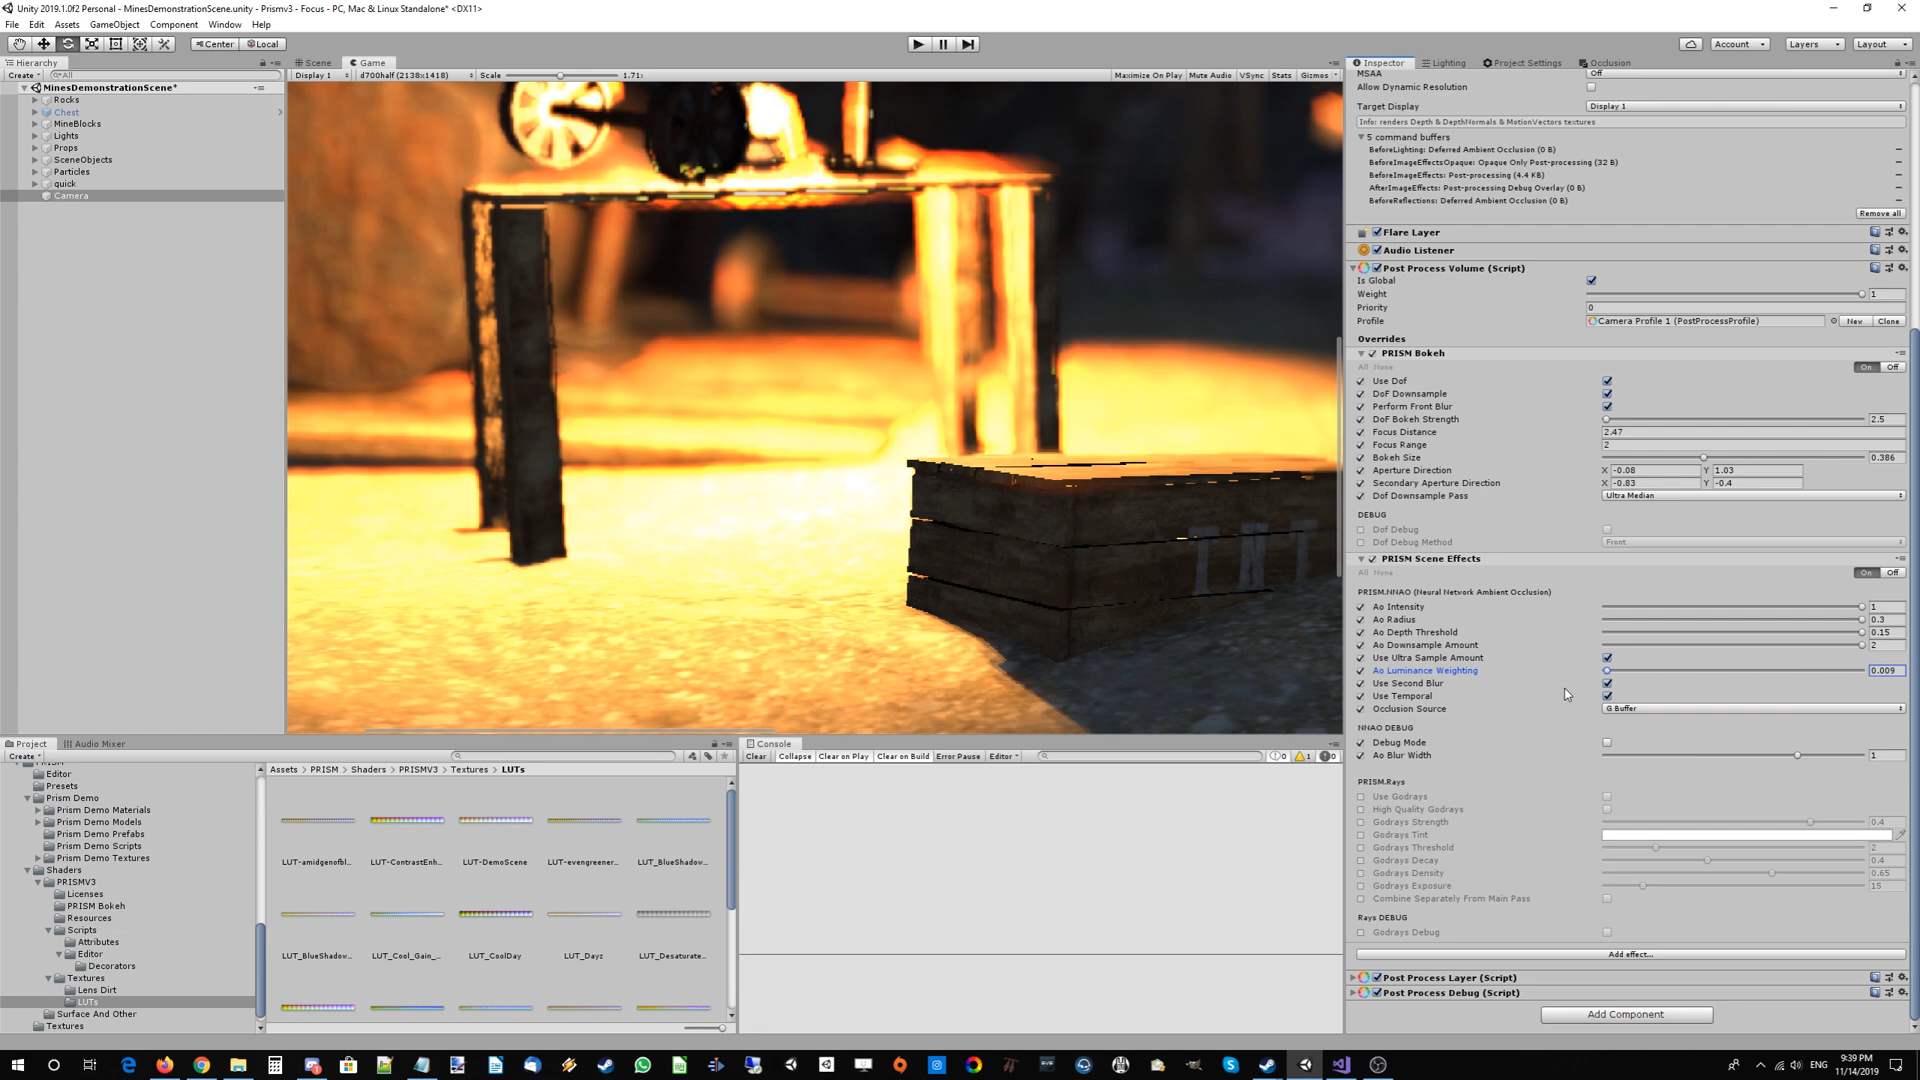 Unity 2019.1.0f2 Personal - MinesDemonstrationScene.unity - Prismv3 - Focus - PC, Mac & Linux Standalone* <DX11>
File Edit Assets GameObject Component Window Help
Center Local Account Layers Layout
Hierarchy
Create All
MinesDemonstrationScene*
Rocks
Chest
MineBlocks
Lights
Props
SceneObjects
Particles
quick
Camera
Scene Game
Display 1 d700half (2138x1418) Scale 1.71x Maximize On Play Mute Audio VSync Stats Gizmos
TNT
Inspector Lighting Project Settings Occlusion
MSAA Off
Allow Dynamic Resolution
Target Display Display 1
Info: renders Depth & DepthNormals & MotionVectors textures
5 command buffers
BeforeLighting: Deferred Ambient Occlusion (0 B)
BeforeImageEffectsOpaque: Opaque Only Post-processing (32 B)
BeforeImageEffects: Post-processing (4.4 KB)
AfterImageEffects: Post-processing Debug Overlay (0 B)
BeforeReflections: Deferred Ambient Occlusion (0 B)
Remove all
Flare Layer
Audio Listener
Post Process Volume (Script)
Is Global
Weight 1
Priority 0
Profile Camera Profile 1 (PostProcessProfile) New Clone
Overrides
PRISM Bokeh
All None On Off
Use Dof
DoF Downsample
Perform Front Blur
DoF Bokeh Strength 2.5
Focus Distance 2.47
Focus Range 2
Bokeh Size 0.386
Aperture Direction X -0.08 Y 1.03
Secondary Aperture Direction X -0.83 Y -0.4
Dof Downsample Pass Ultra Median
DEBUG
Dof Debug
Dof Debug Method Front
PRISM Scene Effects
All None On Off
PRISM.NNAO (Neural Network Ambient Occlusion)
Ao Intensity 1
Ao Radius 0.3
Ao Depth Threshold 0.15
Ao Downsample Amount 2
Use Ultra Sample Amount
Ao Luminance Weighting 0.009
Use Second Blur
Use Temporal
Occlusion Source G Buffer
NNAO DEBUG
Debug Mode
Ao Blur Width 1
PRISM.Rays
Use Godrays
High Quality Godrays
Godrays Strength 0.4
Godrays Tint
Godrays Threshold 2
Godrays Decay 0.4
Godrays Density 0.65
Godrays Exposure 15
Combine Separately From Main Pass
Rays DEBUG
Godrays Debug
Add effect...
Post Process Layer (Script)
Post Process Debug (Script)
Add Component
Project Audio Mixer
Create
Editor
Presets
Prism Demo
Prism Demo Materials
Prism Demo Models
Prism Demo Prefabs
Prism Demo Scripts
Prism Demo Textures
Shaders
PRISMV3
Licenses
PRISM Bokeh
Resources
Scripts
Attributes
Editor
Decorators
Textures
Lens Dirt
LUTs
Surface And Other
Textures
Assets > PRISM > Shaders > PRISMV3 > Textures > LUTs
LUT-amidgenofbl... LUT-ContrastEnh... LUT-DemoScene LUT-evengreener... LUT_BlueShadow...
LUT_BlueShadow... LUT_Cool_Gain_... LUT_CoolDay LUT_Dayz LUT_Desaturate...
Console
Clear Collapse Clear on Play Clear on Build Error Pause Editor 0 1 0
ENG
9:39 PM
11/14/2019